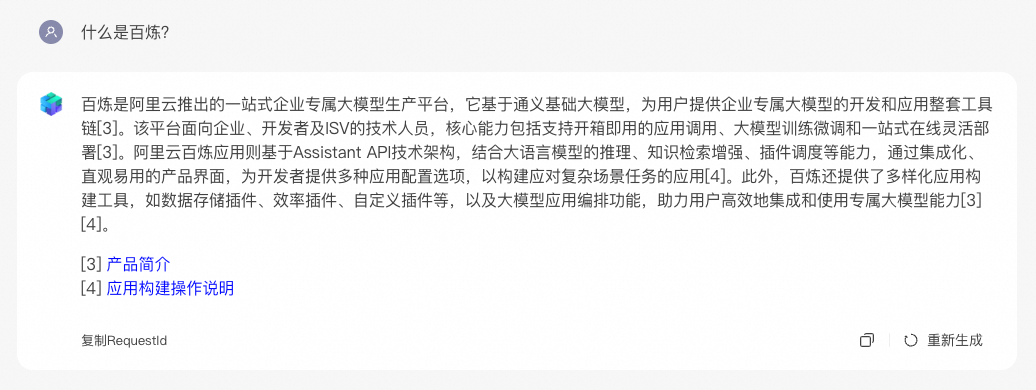 什么是百炼?
百炼是阿里云推出的一站式企业专属大模型生产平台，它基于通义基础大模型，为用户提供企业专属大模型的开发和应用整套工具
链[3]。该平台面向企业、开发者及ISV的技术人员，核心能力包括支持开箱即用的应用调用、大模型训练微调和一站式在线灵活部
署[3]。阿里云百炼应用则基于Assistant API技术架构，结合大语言模型的推理、知识检索增强、插件调度等能力，通过集成化、
直观易用的产品界面，为开发者提供多种应用配置选项，以构建应对复杂场景任务的应用[4]。此外，百炼还提供了多样化应用构
建工具，如数据存储插件、效率插件、自定义插件等，以及大模型应用编排功能，助力用户高效地集成和使用专属大模型能力[3]
[4]。
[3] 产品简介
[4] 应用构建操作说明
复制RequestId
重新生成